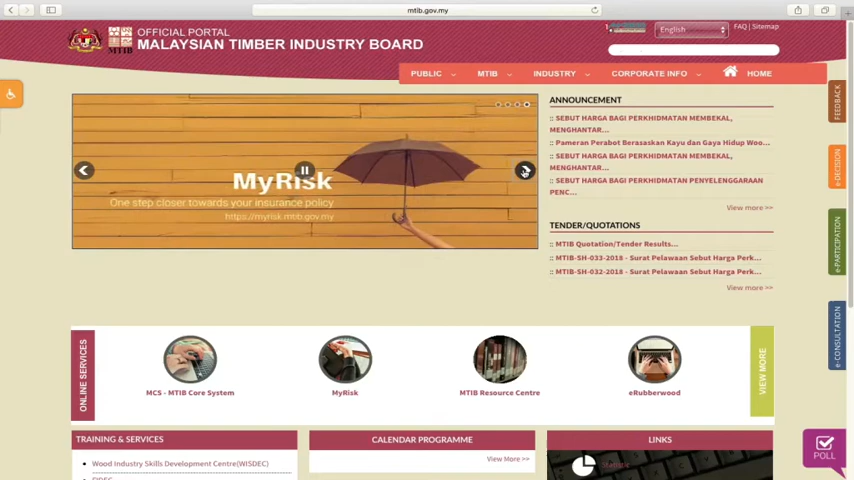 mtib.gov.my
OFFICIAL PORTAL
MALAYSIAN TIMBER INDUSTRY BOARD
MTIB
English
FAQ | Sitemap
PUBLIC
MTIB
INDUSTRY
CORPORATE INFO
HOME
MyRisk
One step closer towards your insurance policy
https://myrisk.mtib.gov.my
ANNOUNCEMENT
:: SEBUT HARGA BAGI PERKHIDMATAN MEMBEKAL,
MENGHANTAR...
:: Pameran Perabot Berasaskan Kayu dan Gaya Hidup Woo...
:: SEBUT HARGA BAGI PERKHIDMATAN MEMBEKAL,
MENGHANTAR...
:: SEBUT HARGA BAGI PERKHIDMATAN PENYELENGGARAAN
PENC...
View more >>
TENDER/QUOTATIONS
:: MTIB Quotation/Tender Results...
:: MTIB-SH-033-2018 - Surat Pelawaan Sebut Harga Perk...
:: MTIB-SH-032-2018 - Surat Pelawaan Sebut Harga Perk...
View more >>
FEEDBACK
e-DECISION
e-PARTICIPATION
e-CONSULTATION
ONLINE SERVICES
MCS - MTIB Core System
MyRisk
MTIB Resource Centre
eRubberwood
VIEW MORE
TRAINING & SERVICES
Wood Industry Skills Development Centre(WISDEC)
CALENDAR PROGRAMME
View More >>
LINKS
Statistic
POLL